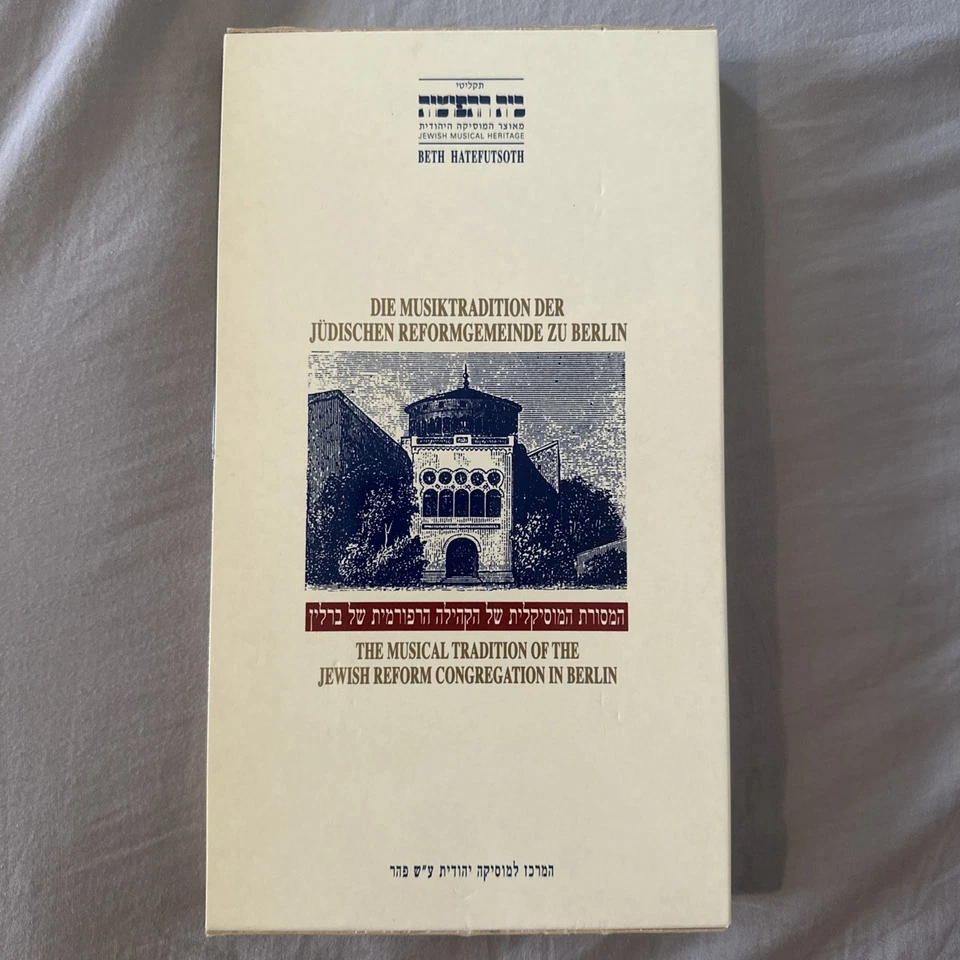 תקליטי
בית התפוצות
מאוצר המוסיקה היהודית
JEWISH MUSICAL HERITAGE
BETH HATEFUTSOTH
DIE MUSIKTRADITION DER
JÜDISCHEN REFORMGEMEINDE ZU BERLIN
המסורת המוסיקלית של הקהילה הרפורמית של ברלין
THE MUSICAL TRADITION OF THE
JEWISH REFORM CONGREGATION IN BERLIN
המרכז למוסיקה יהודית ע״ש פהר